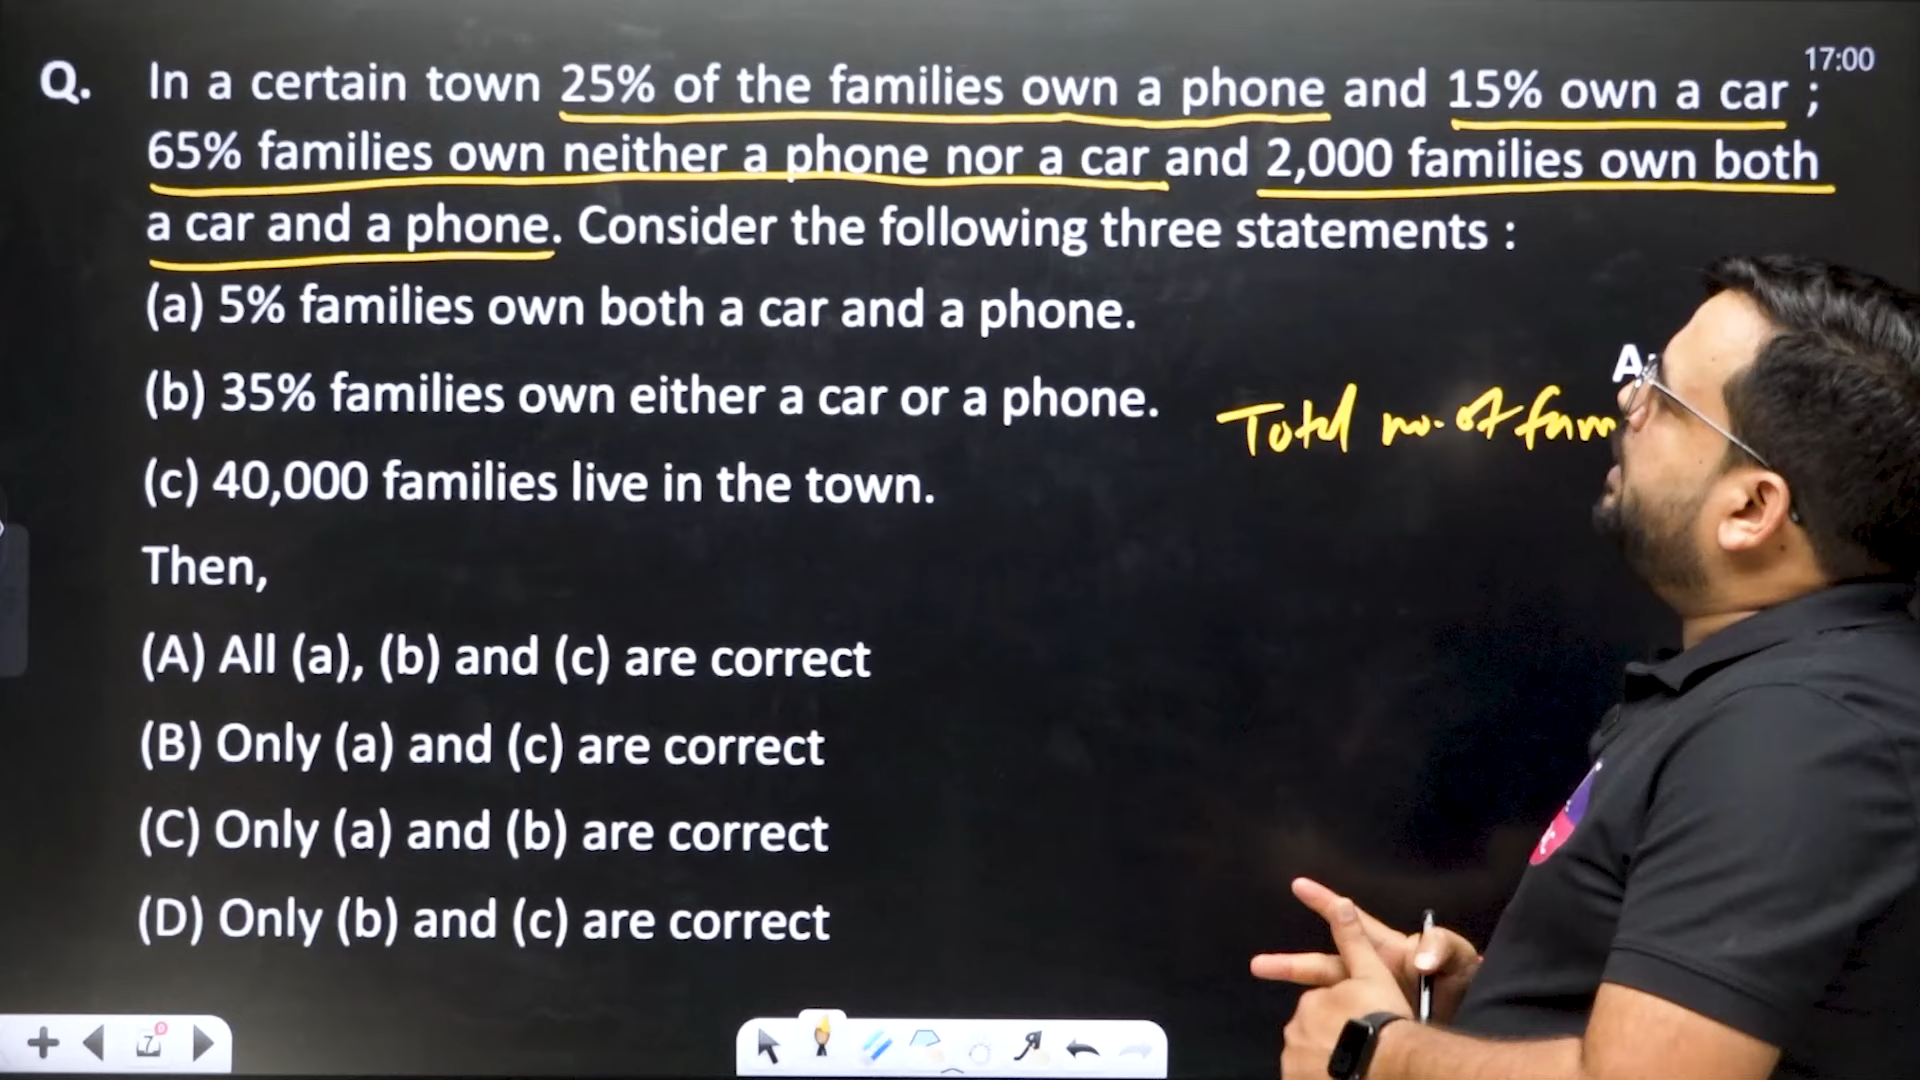 17:00
Q. In a certain town 25% of the families own a phone and 15% own a car ;
65% families own neither a phone nor a car and 2,000 families own both
a car and a phone. Consider the following three statements :
(a) 5% families own both a car and a phone.
(b) 35% families own either a car or a phone.
Total no. of fam
(c) 40,000 families live in the town.
Then,
(A) All (a), (b) and (c) are correct
(B) Only (a) and (c) are correct
(C) Only (a) and (b) are correct
(D) Only (b) and (c) are correct
7